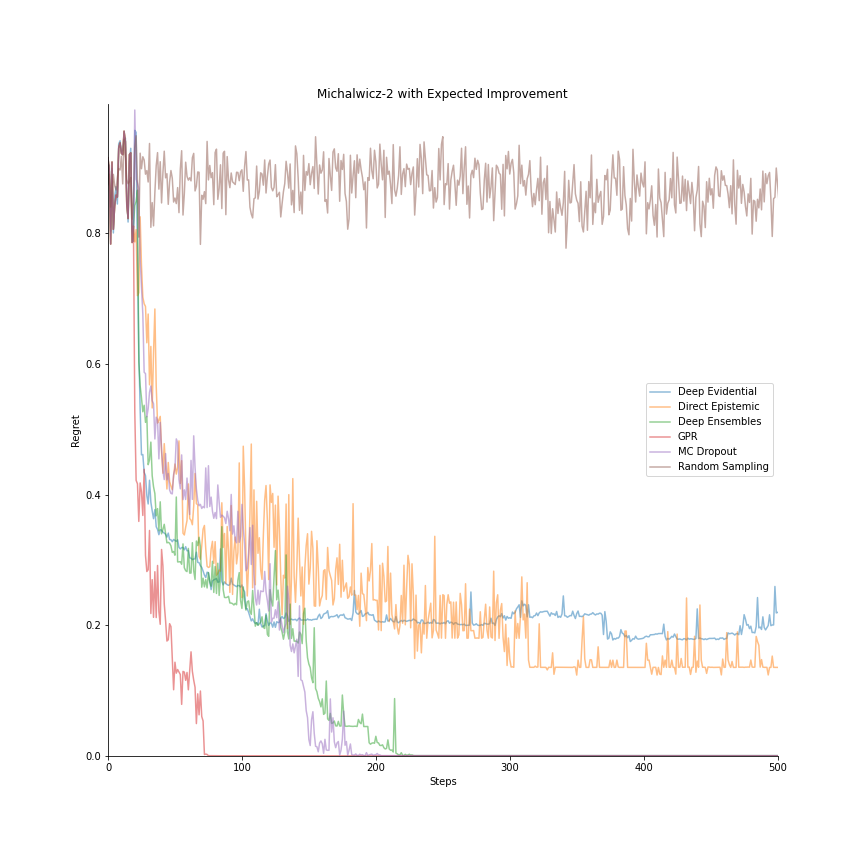 Michalwicz-2 with Expected Improvement
Regret
0.8
0.6
0.4
0.2
0.0
Deep Evidential
Direct Epistemic
Deep Ensembles
GPR
MC Dropout
Random Sampling
0 100 200 300 400 500
Steps